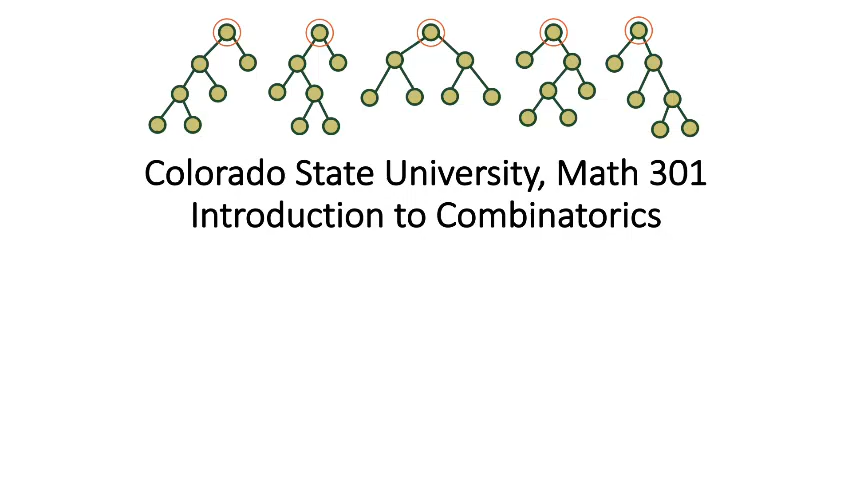 Colorado State University, Math 301
Introduction to Combinatorics